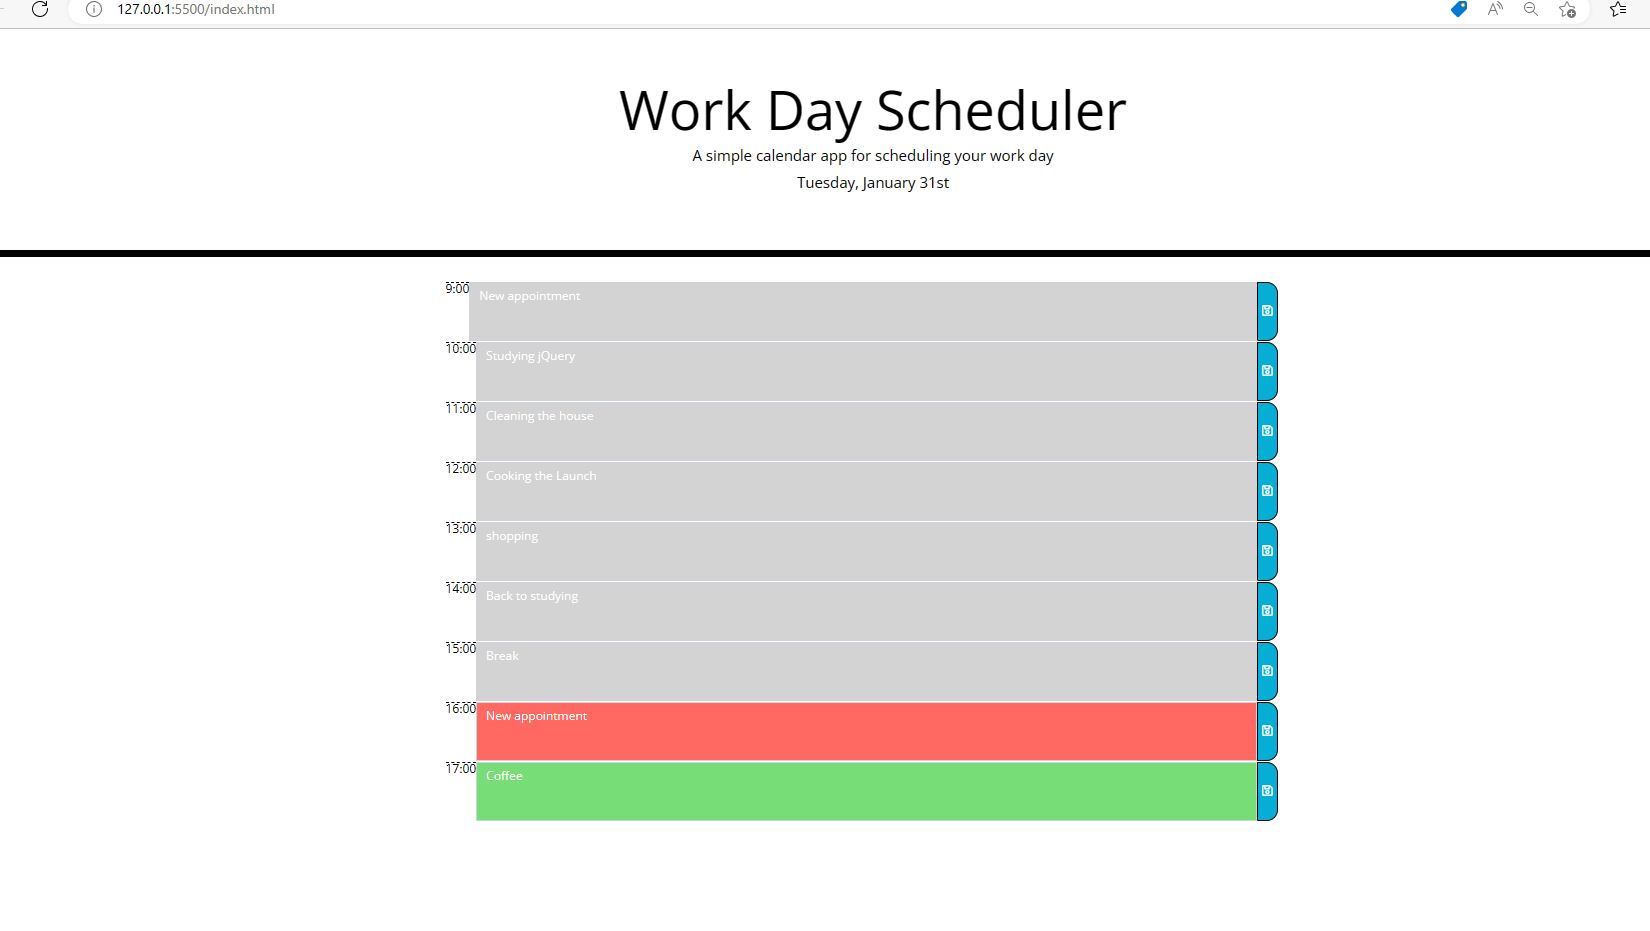 127.0.0.1:5500/index.html
Work Day Scheduler
A simple calendar app for scheduling your work day
Tuesday, January 31st
9:00 New appointment
10:00 Studying jQuery
11:00 Cleaning the house
12:00 Cooking the Launch
13:00 shopping
14:00 Back to studying
15:00 Break
16:00 New appointment
17:00 Coffee